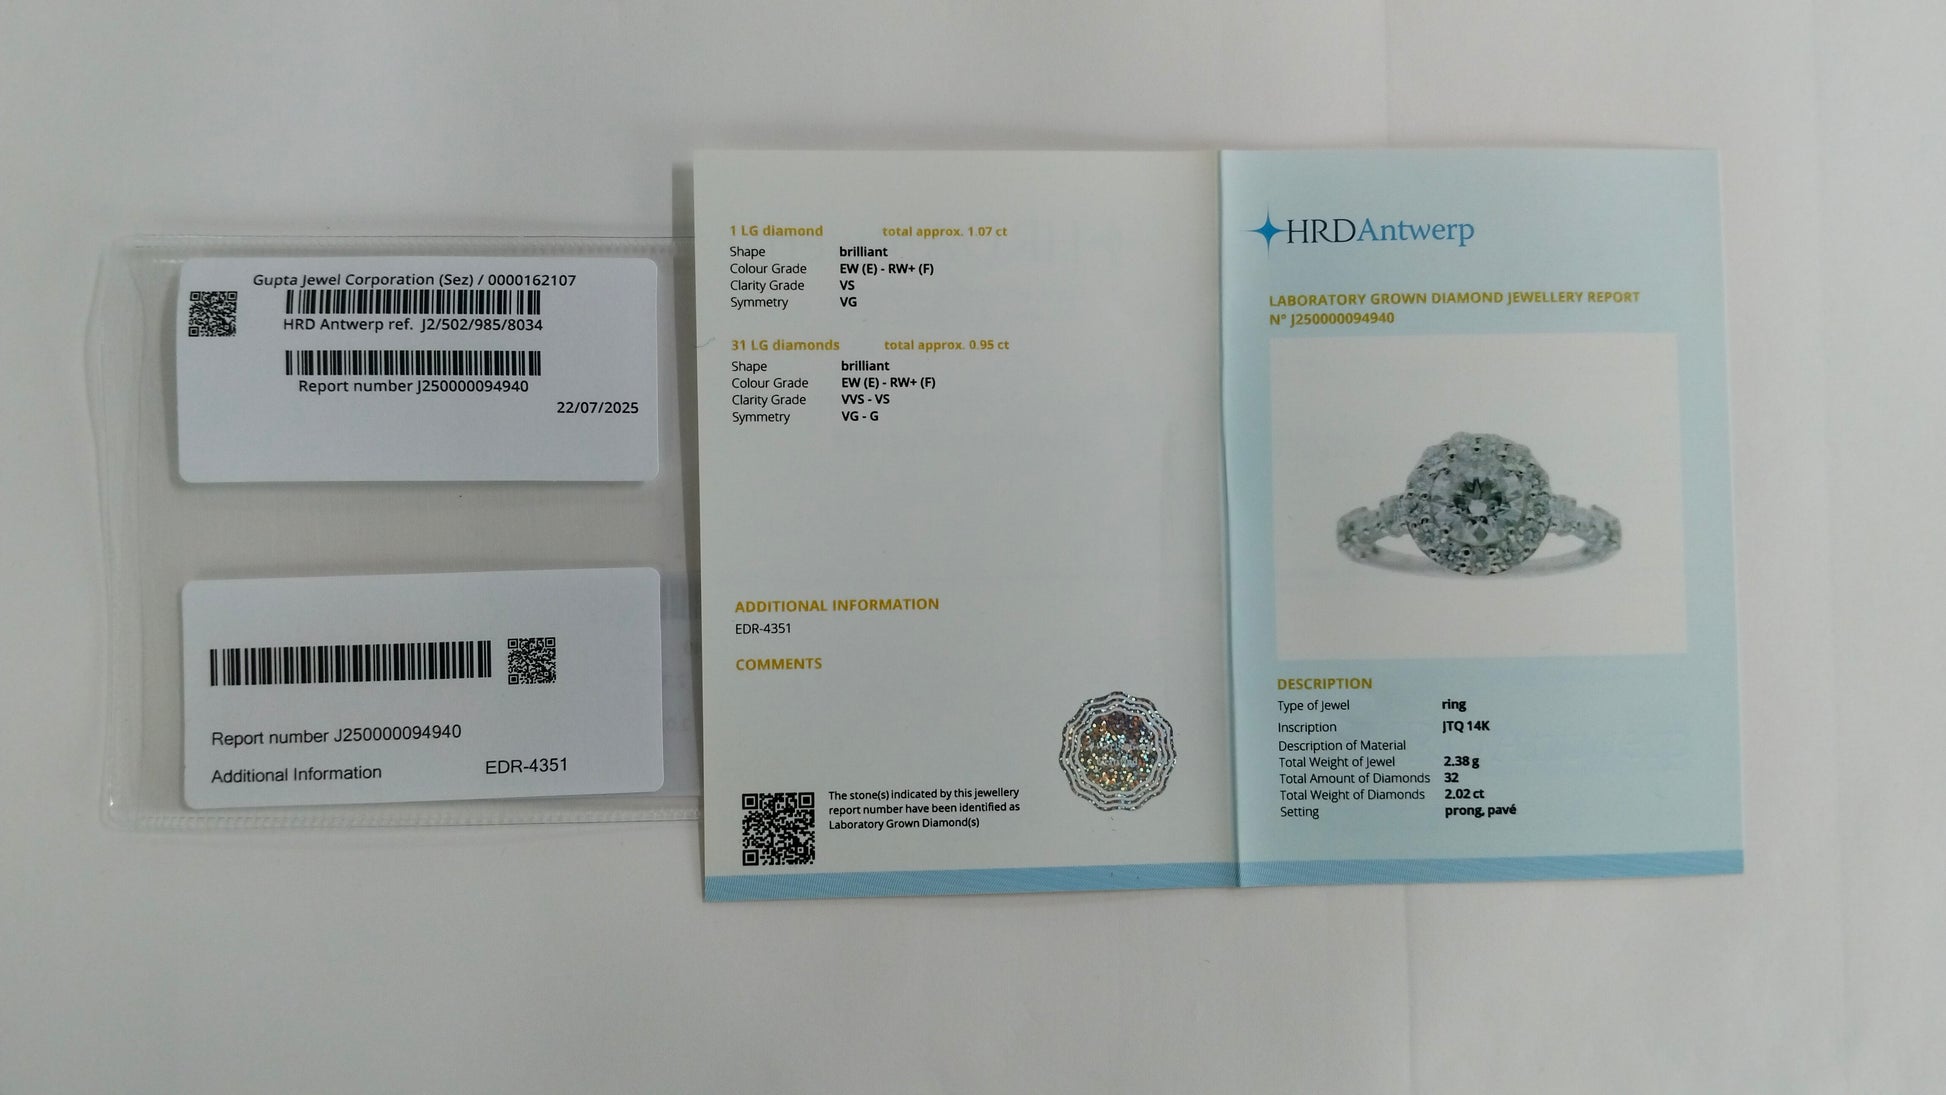 Gupta Jewel Corporation (Sez) / 0000162107
HRD Antwerp ref. J2/502/985/8034
Report number J250000094940
22/07/2025
Report number J250000094940
Additional Information EDR-4351
1 LG diamond total approx. 1.07 ct
Shape brilliant
Colour Grade EW (E) - RW+ (F)
Clarity Grade VS
Symmetry VG
31 LG diamonds total approx. 0.95 ct
Shape brilliant
Colour Grade EW (E) - RW+ (F)
Clarity Grade VVS - VS
Symmetry VG - G
ADDITIONAL INFORMATION
EDR-4351
COMMENTS
The stone(s) indicated by this jewellery
report number have been identified as
Laboratory Grown Diamond(s)
HRDAntwerp
LABORATORY GROWN DIAMOND JEWELLERY REPORT
N° J250000094940
DESCRIPTION
Type of Jewel ring
Inscription JTQ 14K
Description of Material
Total Weight of Jewel 2.38 g
Total Amount of Diamonds 32
Total Weight of Diamonds 2.02 ct
Setting prong, pavé